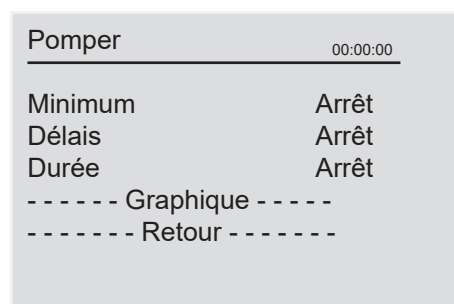 Pomper 00:00:00
Minimum Arrêt
Délais Arrêt
Durée Arrêt
- - - - - - Graphique - - - - -
- - - - - - - Retour - - - - - - -